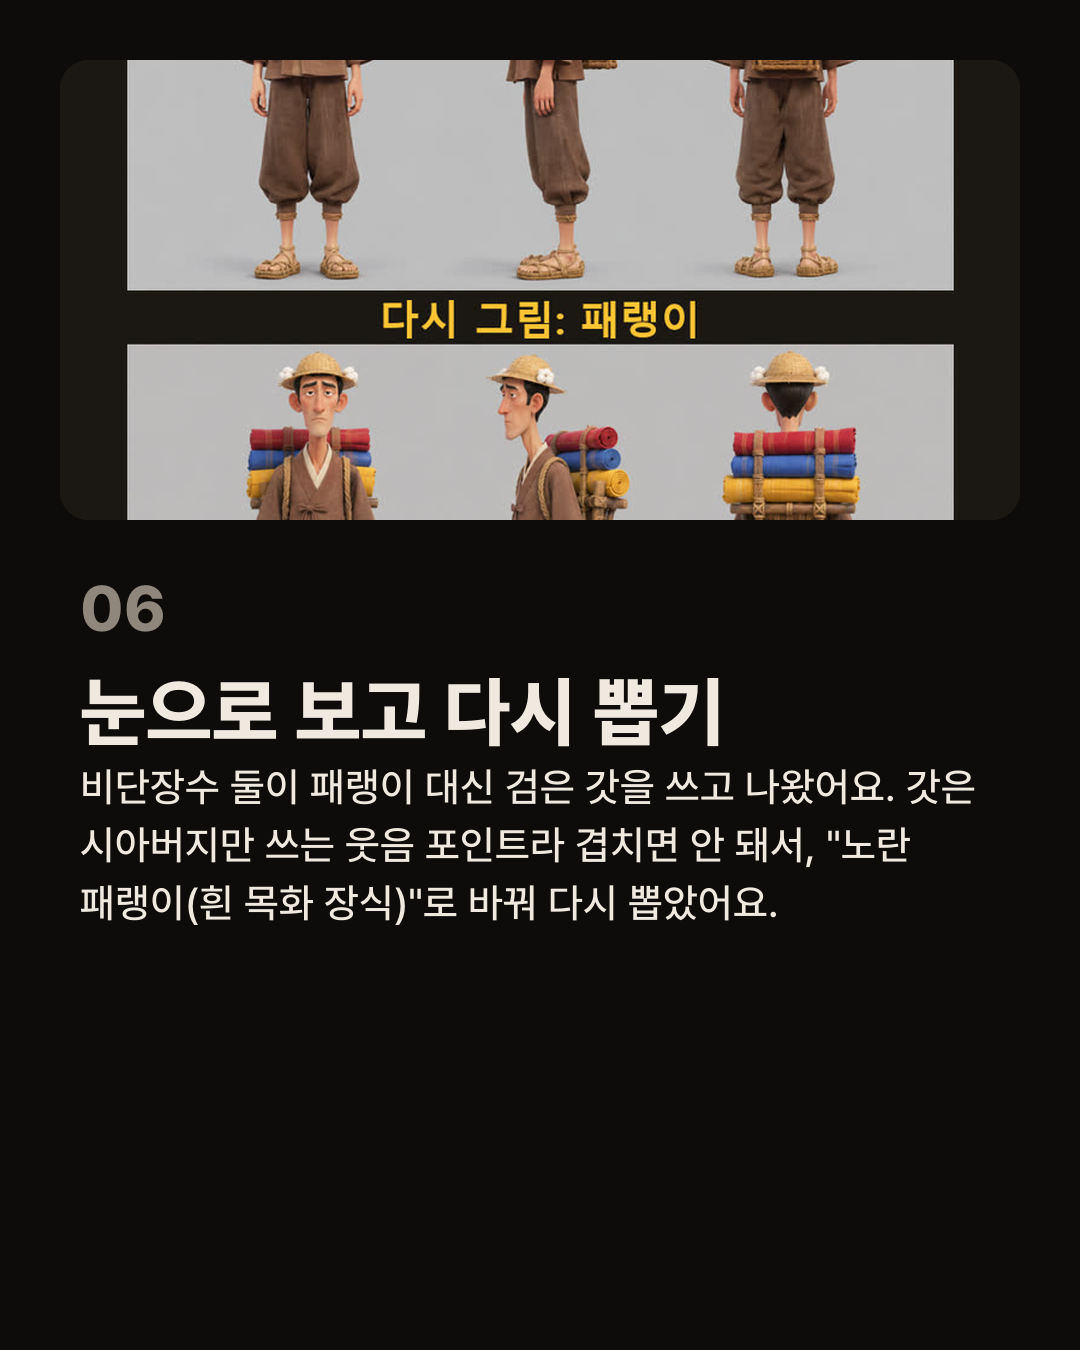 다시 그림: 패랭이
06
눈으로 보고 다시 뽑기
비단장수 둘이 패랭이 대신 검은 갓을 쓰고 나왔어요. 갓은
시아버지만 쓰는 웃음 포인트라 겹치면 안 돼서, "노란
패랭이(흰 목화 장식)"로 바꿔 다시 뽑았어요.